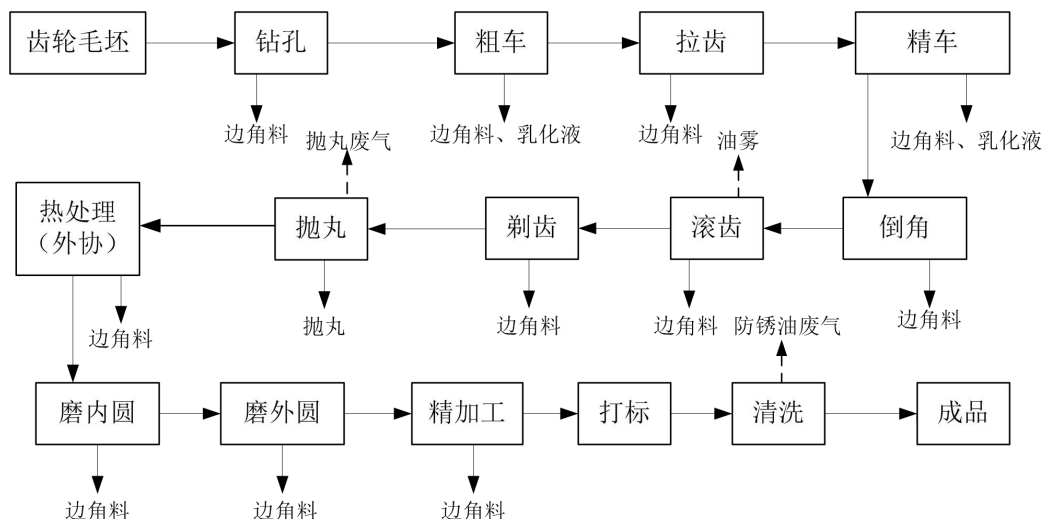 齿轮毛坯
钻孔
粗车
拉齿
精车
边角料
边角料、乳化液
边角料
边角料、乳化液
抛丸废气
油雾
热处理
（外协）
抛丸
剃齿
滚齿
倒角
边角料
抛丸
边角料
边角料
边角料
防锈油废气
磨内圆
磨外圆
精加工
打标
清洗
成品
边角料
边角料
边角料